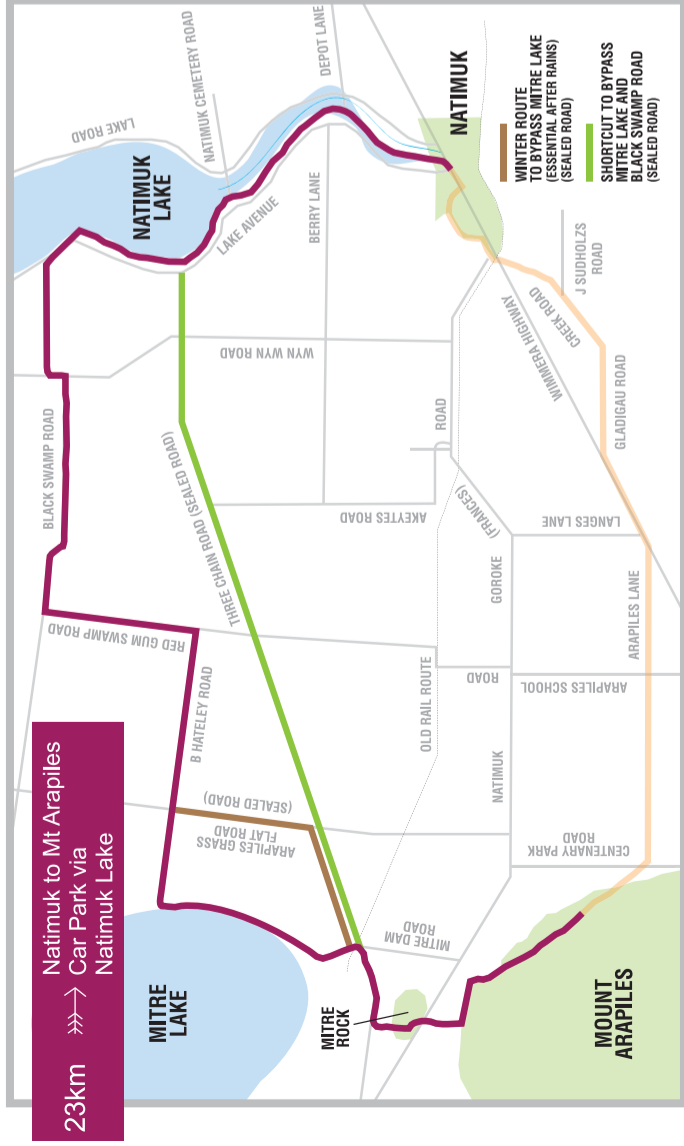 23km
Natimuk to Mt Arapiles
Car Park via
Natimuk Lake
LAKE ROAD
NATIMUK CEMETERY ROAD
DEPOT LANE
NATIMUK
LAKE
NATIMUK
LAKE AVENUE
BERRY LANE
WINTER ROUTE
TO BYPASS MITRE LAKE
(ESSENTIAL AFTER RAINS)
(SEALED ROAD)
SHORTCUT TO BYPASS
MITRE LAKE AND
BLACK SWAMP ROAD
(SEALED ROAD)
J SUDHOLZS
ROAD
CREEK ROAD
WIMMERA HIGHWAY
WYN WYN ROAD
GLADIGAU ROAD
BLACK SWAMP ROAD
THREE CHAIN ROAD (SEALED ROAD)
ROAD
AKEYTES ROAD
(FRANCES)
LANGES LANE
GOROKE
RED GUM SWAMP ROAD
ARAPILES LANE
B HATELEY ROAD
OLD RAIL ROUTE
ROAD
ARAPILES SCHOOL
NATIMUK
(SEALED ROAD)
ARAPILES GRASS
FLAT ROAD
CENTENARY PARK
ROAD
MITRE DAM
ROAD
MITRE
LAKE
MITRE
ROCK
MOUNT
ARAPILES